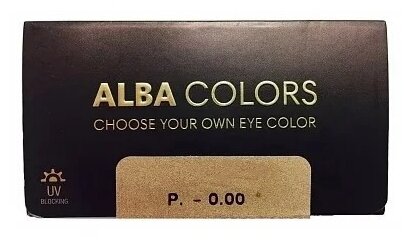 ALBA COLORS
CHOOSE YOUR OWN EYE COLOR
UV
BLOCKING
P. - 0.00